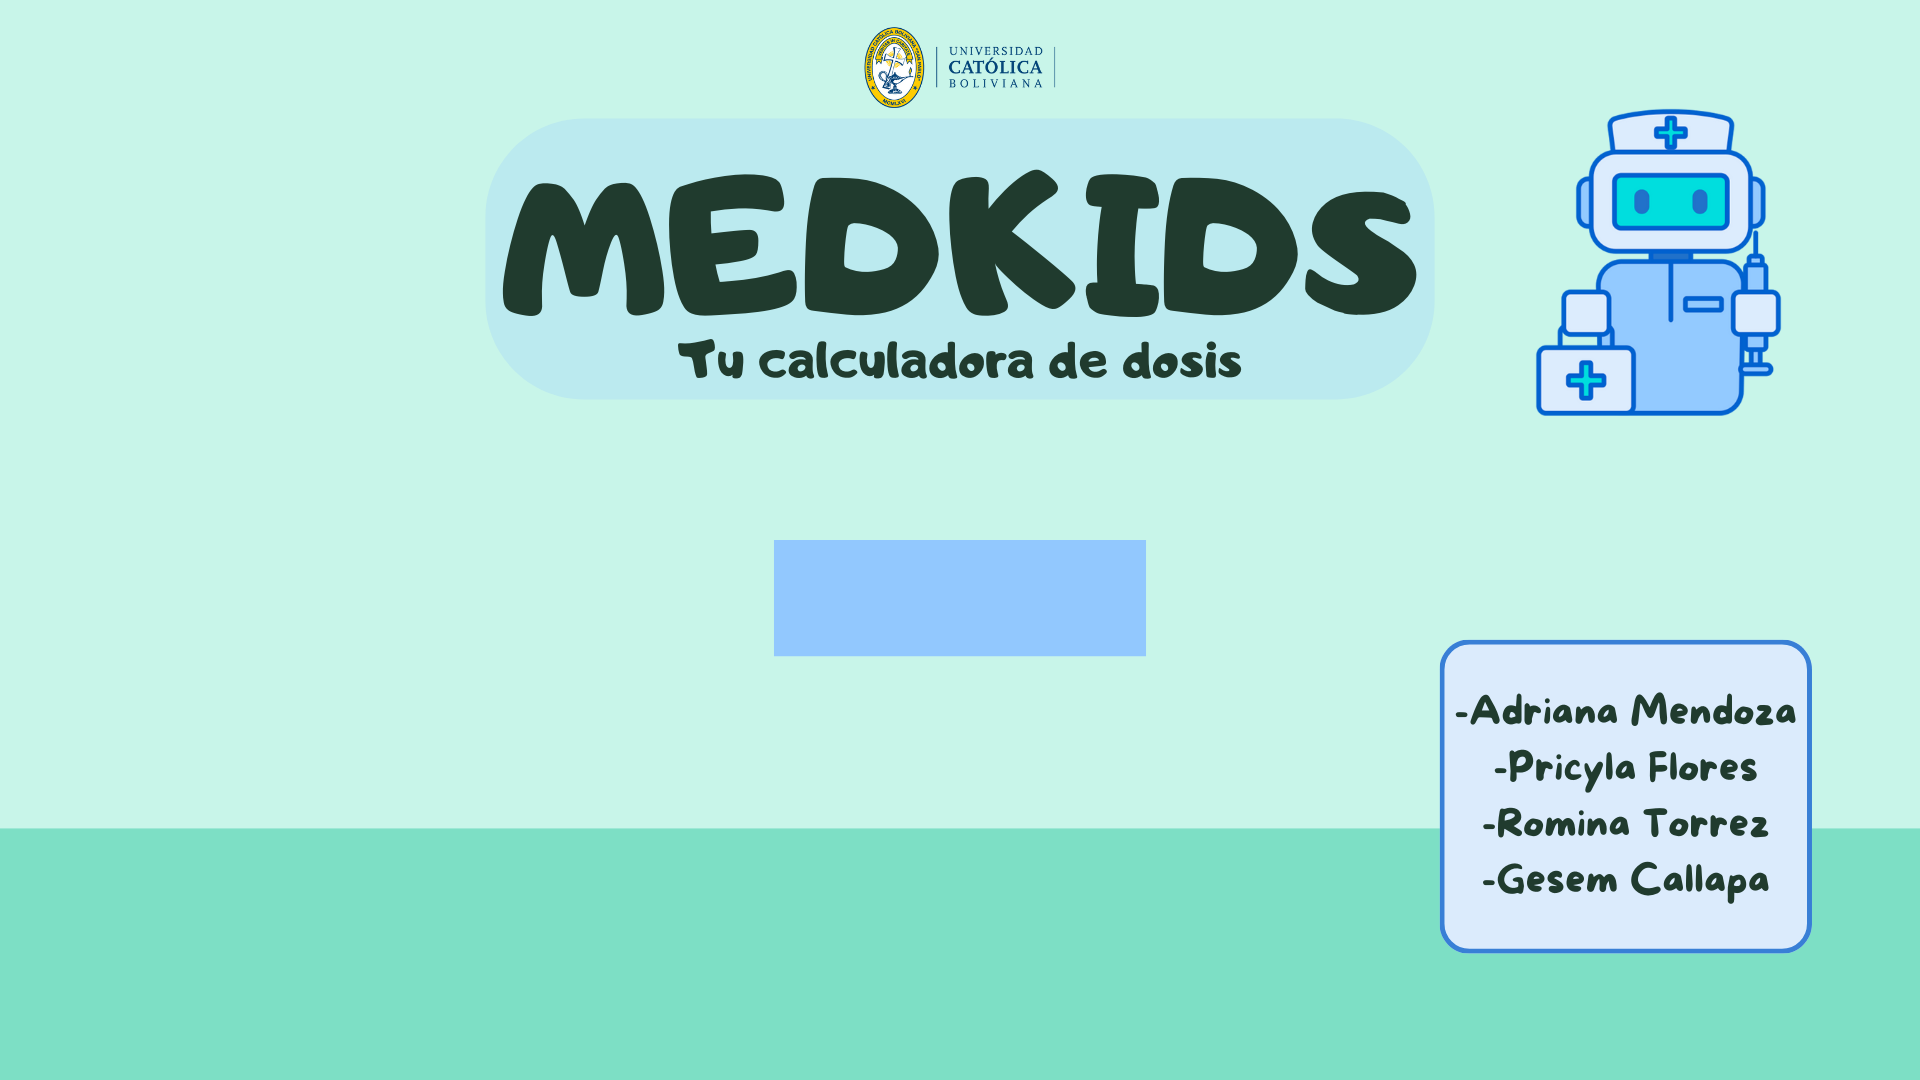 UNIVERSIDAD
CATÓLICA
BOLIVIANA
MEDKIDS
Tu calculadora de dosis
-Adriana Mendoza
-Pricyla Flores
-Romina Torrez
-Gesem Callapa